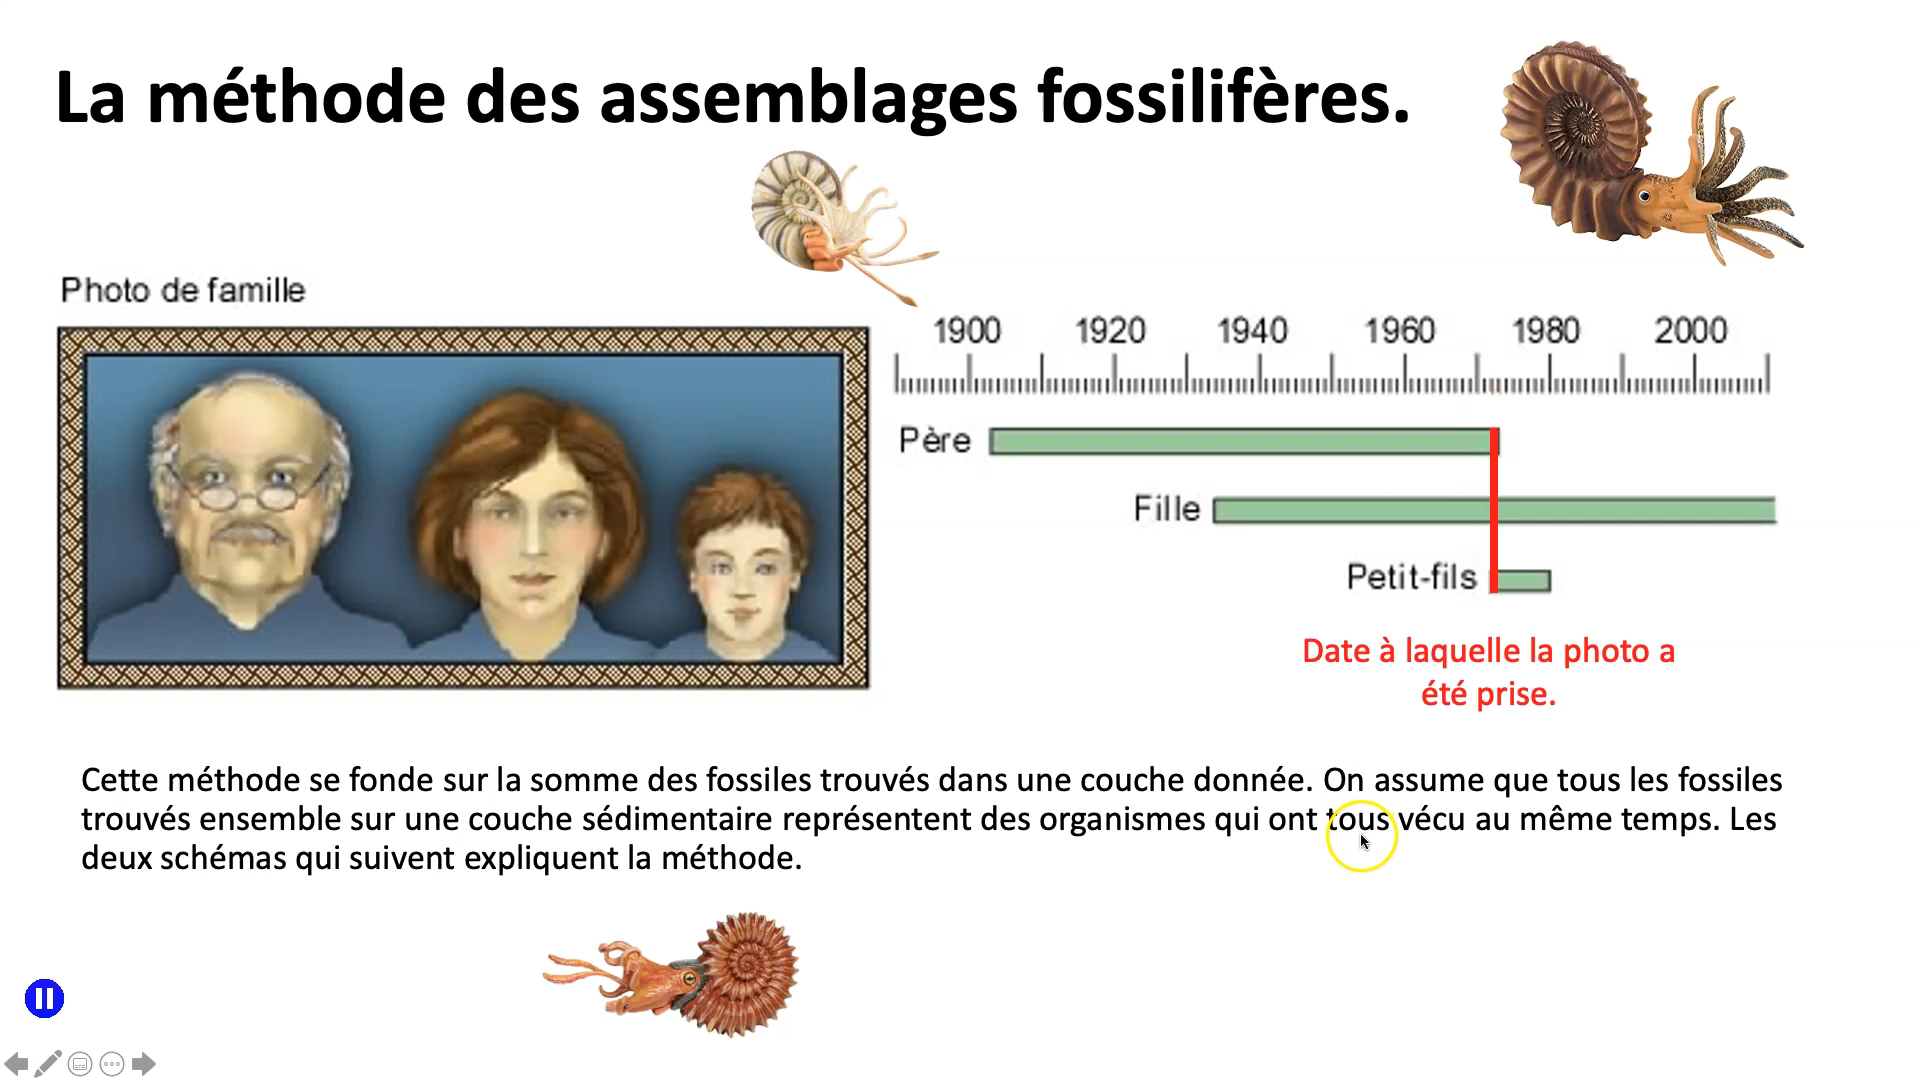 La méthode des assemblages fossilifères.
Photo de famille
1900 1920 1940 1960 1980 2000
Père
Fille
Petit-fils
Date à laquelle la photo a
été prise.
Cette méthode se fonde sur la somme des fossiles trouvés dans une couche donnée. On assume que tous les fossiles
trouvés ensemble sur une couche sédimentaire représentent des organismes qui ont tous vécu au même temps. Les
deux schémas qui suivent expliquent la méthode.